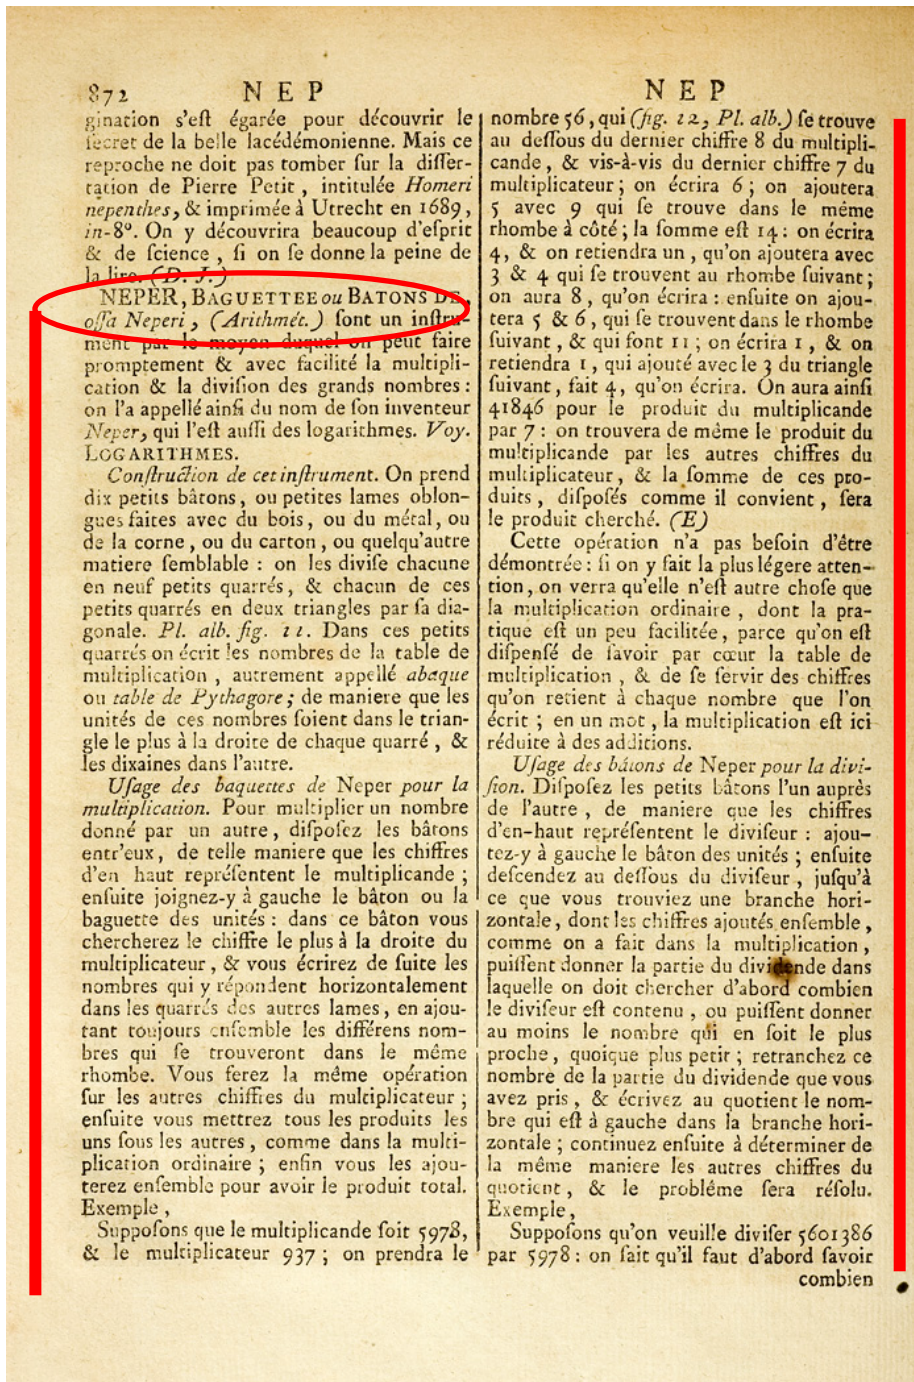 872 NEP NEP
gination s'eſt égarée pour découvrir le
ſecret de la belle lacédémonienne. Mais ce
reproche ne doit pas tomber ſur la diſſer-
tation de Pierre Petit, intitulée Homeri
nepenthes, & imprimée à Utrecht en 1689,
in-8°. On y découvrira beaucoup d'eſprit
& de ſcience, ſi on ſe donne la peine de
la lire. (D. J.)
NEPER, BAGUETTEE ou BATONS DE,
oſſa Neperi, (Arithmét.) ſont un inſtru-
ment par le moyen duquel on peut faire
promptement & avec facilité la multipli-
cation & la diviſion des grands nombres:
on l'a appellé ainſi du nom de ſon inventeur
Neper, qui l'eſt auſſi des logarithmes. Voy.
LOGARITHMES.
Conſtruction de cet inſtrument. On prend
dix petits bâtons, ou petites lames oblon-
gues faites avec du bois, ou du métal, ou
de la corne, ou du carton, ou quelqu'autre
matiere ſemblable: on les diviſe chacune
en neuf petits quarrés, & chacun de ces
petits quarrés en deux triangles par ſa dia-
gonale. Pl. alb. fig. 11. Dans ces petits
quarrés on écrit les nombres de la table de
multiplication, autrement appellé abaque
ou table de Pythagore; de maniere que les
unités de ces nombres ſoient dans le trian-
gle le plus à la droite de chaque quarré, &
les dixaines dans l'autre.
Uſage des baquettes de Neper pour la
multiplication. Pour multiplier un nombre
donné par un autre, diſpoſez les bâtons
entr'eux, de telle maniere que les chiffres
d'en haut repréſentent le multiplicande;
enſuite joignez-y à gauche le bâton ou la
baguette des unités: dans ce bâton vous
chercherez le chiffre le plus à la droite du
multiplicateur, & vous écrirez de ſuite les
nombres qui y répondent horizontalement
dans les quarrés des autres lames, en ajou-
tant toujours enſemble les différens nom-
bres qui ſe trouveront dans le même
rhombe. Vous ferez la même opération
ſur les autres chiffres du multiplicateur;
enſuite vous mettrez tous les produits les
uns ſous les autres, comme dans la multi-
plication ordinaire; enfin vous les ajou-
terez enſemble pour avoir le produit total.
Exemple,
Suppoſons que le multiplicande ſoit 5978,
& le multiplicateur 937; on prendra le
nombre 56, qui (fig. 12, Pl. alb.) ſe trouve
au deſſous du dernier chiffre 8 du multipli-
cande, & vis-à-vis du dernier chiffre 7 du
multiplicateur; on écrira 6; on ajoutera
5 avec 9 qui ſe trouve dans le même
rhombe à côté; la ſomme eſt 14: on écrira
4, & on retiendra un, qu'on ajoutera avec
3 & 4 qui ſe trouvent au rhombe ſuivant;
on aura 8, qu'on écrira: enſuite on ajou-
tera 5 & 6, qui ſe trouvent dans le rhombe
ſuivant, & qui font 11; on écrira 1, & on
retiendra 1, qui ajouté avec le 3 du triangle
ſuivant, fait 4, qu'on écrira. On aura ainſi
41846 pour le produit du multiplicande
par 7: on trouvera de même le produit du
multiplicande par les autres chiffres du
multiplicateur, & la ſomme de ces pro-
duits, diſpoſés comme il convient, ſera
le produit cherché. (E)
Cette opération n'a pas beſoin d'être
démontrée: ſi on y fait la plus légere atten-
tion, on verra qu'elle n'eſt autre choſe que
la multiplication ordinaire, dont la pra-
tique eſt un peu facilitée, parce qu'on eſt
diſpenſé de ſavoir par cœur la table de
multiplication, & de ſe ſervir des chiffres
qu'on retient à chaque nombre que l'on
écrit; en un mot, la multiplication eſt ici
réduite à des additions.
Uſage des bâtons de Neper pour la divi-
ſion. Diſpoſez les petits bâtons l'un auprès
de l'autre, de maniere que les chiffres
d'en-haut repréſentent le diviſeur: ajou-
tez-y à gauche le bâton des unités; enſuite
deſcendez au deſſous du diviſeur, juſqu'à
ce que vous trouviez une branche hori-
zontale, dont les chiffres ajoutés enſemble,
comme on a fait dans la multiplication,
puiſſent donner la partie du dividende dans
laquelle on doit chercher d'abord combien
le diviſeur eſt contenu, ou puiſſent donner
au moins le nombre qui en ſoit le plus
proche, quoique plus petit; retranchez ce
nombre de la partie du dividende que vous
avez pris, & écrivez au quotient le nom-
bre qui eſt à gauche dans la branche hori-
zontale; continuez enſuite à déterminer de
la même maniere les autres chiffres du
quotient, & le problême ſera réſolu.
Exemple,
Suppoſons qu'on veuille diviſer 5601386
par 5978: on ſait qu'il faut d'abord ſavoir
combien